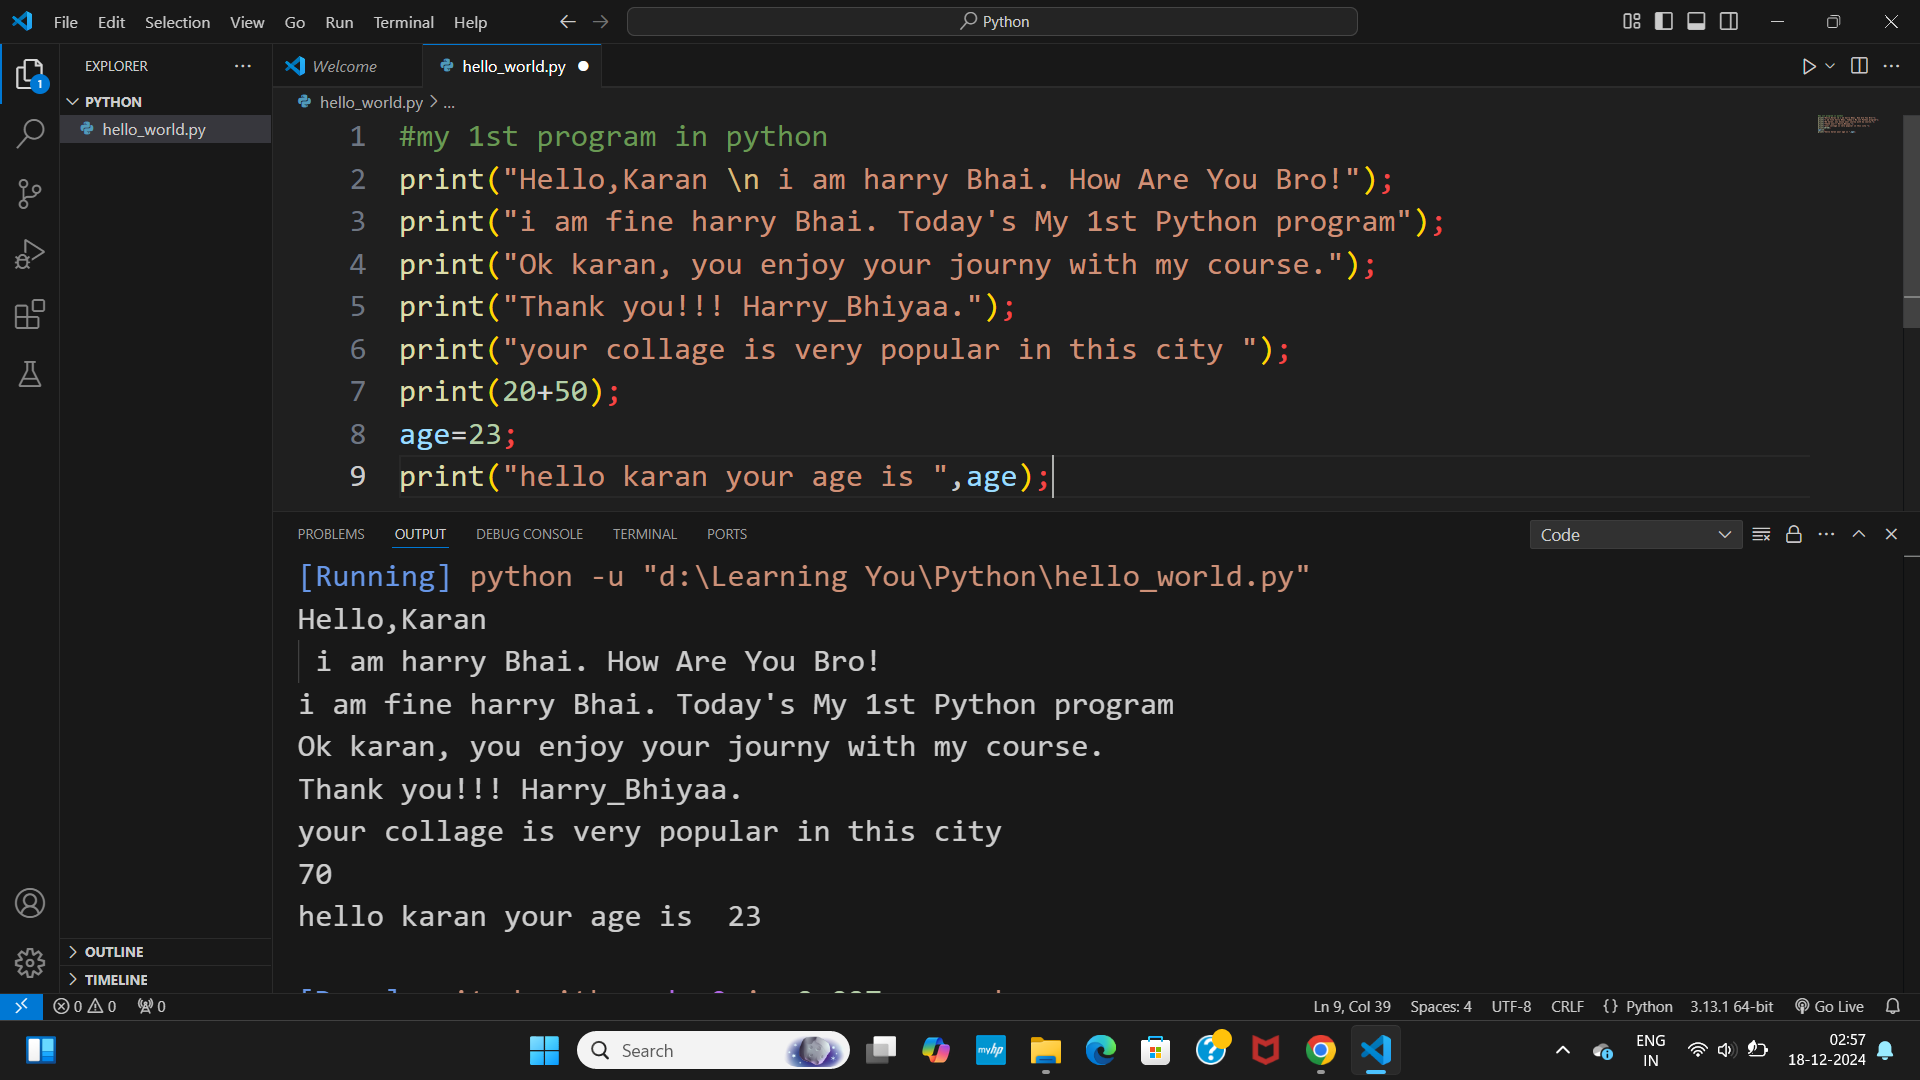 File Edit Selection View Go Run Terminal Help
Python
EXPLORER
PYTHON
hello_world.py
OUTLINE
TIMELINE
1
Welcome
hello_world.py
hello_world.py > ...
1 #my 1st program in python
2 print("Hello,Karan \n i am harry Bhai. How Are You Bro!");
3 print("i am fine harry Bhai. Today's My 1st Python program");
4 print("Ok karan, you enjoy your journy with my course.");
5 print("Thank you!!! Harry_Bhiyaa.");
6 print("your collage is very popular in this city ");
7 print(20+50);
8 age=23;
9 print("hello karan your age is ",age);
PROBLEMS OUTPUT DEBUG CONSOLE TERMINAL PORTS
Code
[Running] python -u "d:\Learning You\Python\hello_world.py"
Hello,Karan
 i am harry Bhai. How Are You Bro!
i am fine harry Bhai. Today's My 1st Python program
Ok karan, you enjoy your journy with my course.
Thank you!!! Harry_Bhiyaa.
your collage is very popular in this city
70
hello karan your age is  23
0 0 0
Ln 9, Col 39 Spaces: 4 UTF-8 CRLF {} Python 3.13.1 64-bit Go Live
Search
myhp
ENG
IN
02:57
18-12-2024